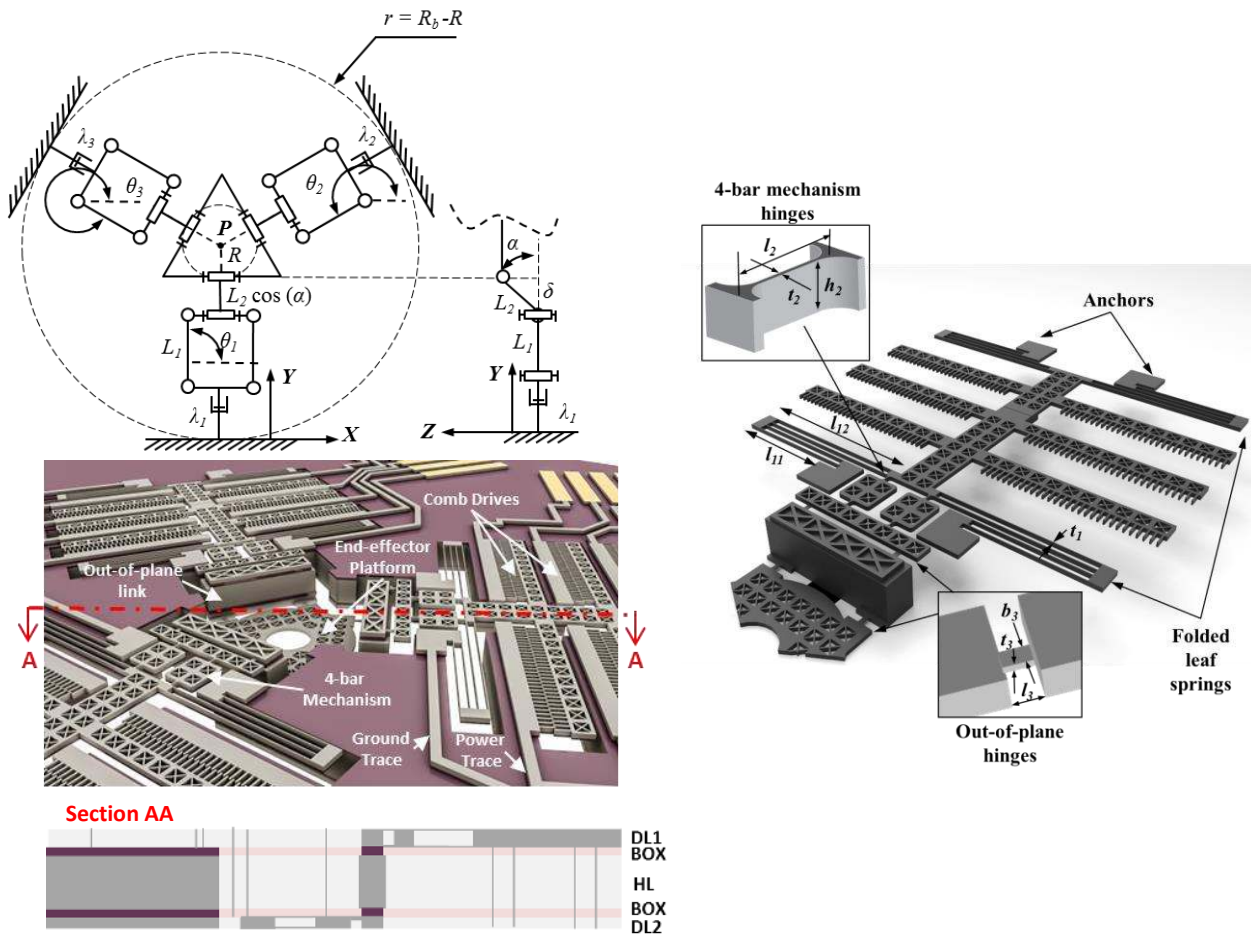 r = R_b-R
λ₃
λ₂
θ₃
θ₂
P
R
L₂ cos (α)
L₁
θ₁
Y
λ₁
X
α
δ
L₂
L₁
Y
Z
λ₁
Comb Drives
End-effector
Platform
Out-of-plane
link
A
A
4-bar
Mechanism
Ground
Trace
Power
Trace
Section AA
DL1
BOX
HL
BOX
DL2
4-bar mechanism
hinges
l₂
t₂
h₂
Anchors
l₁₂
l₁₁
t₁
b₃
t₃
l₃
Folded
leaf
springs
Out-of-plane
hinges